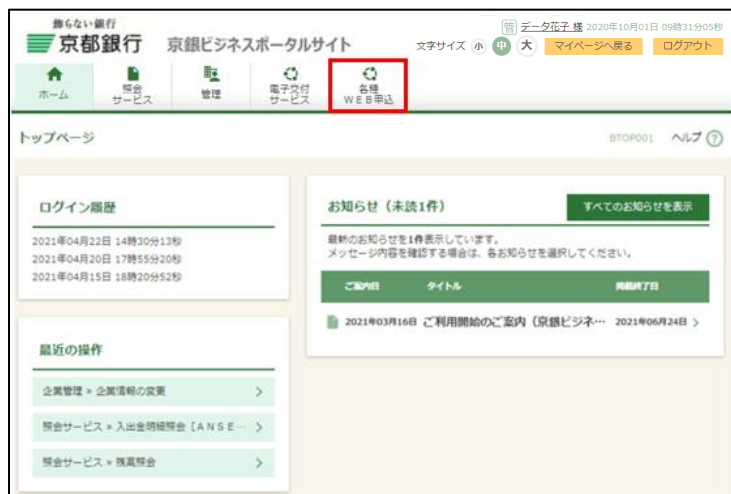 飾らない銀行
京都銀行 京銀ビジネスポータルサイト
管 データ花子 様 2020年10月01日 09時31分05秒
文字サイズ 小 中 大 マイページへ戻る ログアウト
ホーム
照会
サービス
管理
電子交付
サービス
各種
WEB申込
トップページ
BTOP001 ヘルプ ?
ログイン履歴
2021年04月22日 14時30分13秒
2021年04月20日 17時55分20秒
2021年04月15日 18時20分52秒
お知らせ（未読1件） すべてのお知らせを表示
最新のお知らせを1件表示しています。
メッセージ内容を確認する場合は、各お知らせを選択してください。
ご案内日 タイトル 掲載終了日
2021年03月16日 ご利用開始のご案内（京銀ビジネ… 2021年06月24日
最近の操作
企業管理 » 企業情報の変更
照会サービス » 入出金明細照会［ANSE…
照会サービス » 残高照会